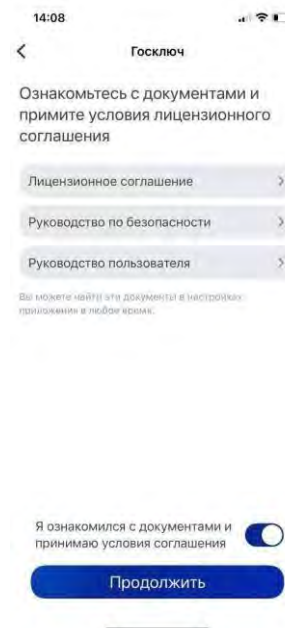 14:08
Госключ
Ознакомьтесь с документами и
примите условия лицензионного
соглашения
Лицензионное соглашение
Руководство по безопасности
Руководство пользователя
Вы можете найти эти документы в настройках
приложения в любое время.
Я ознакомился с документами и
принимаю условия соглашения
Продолжить